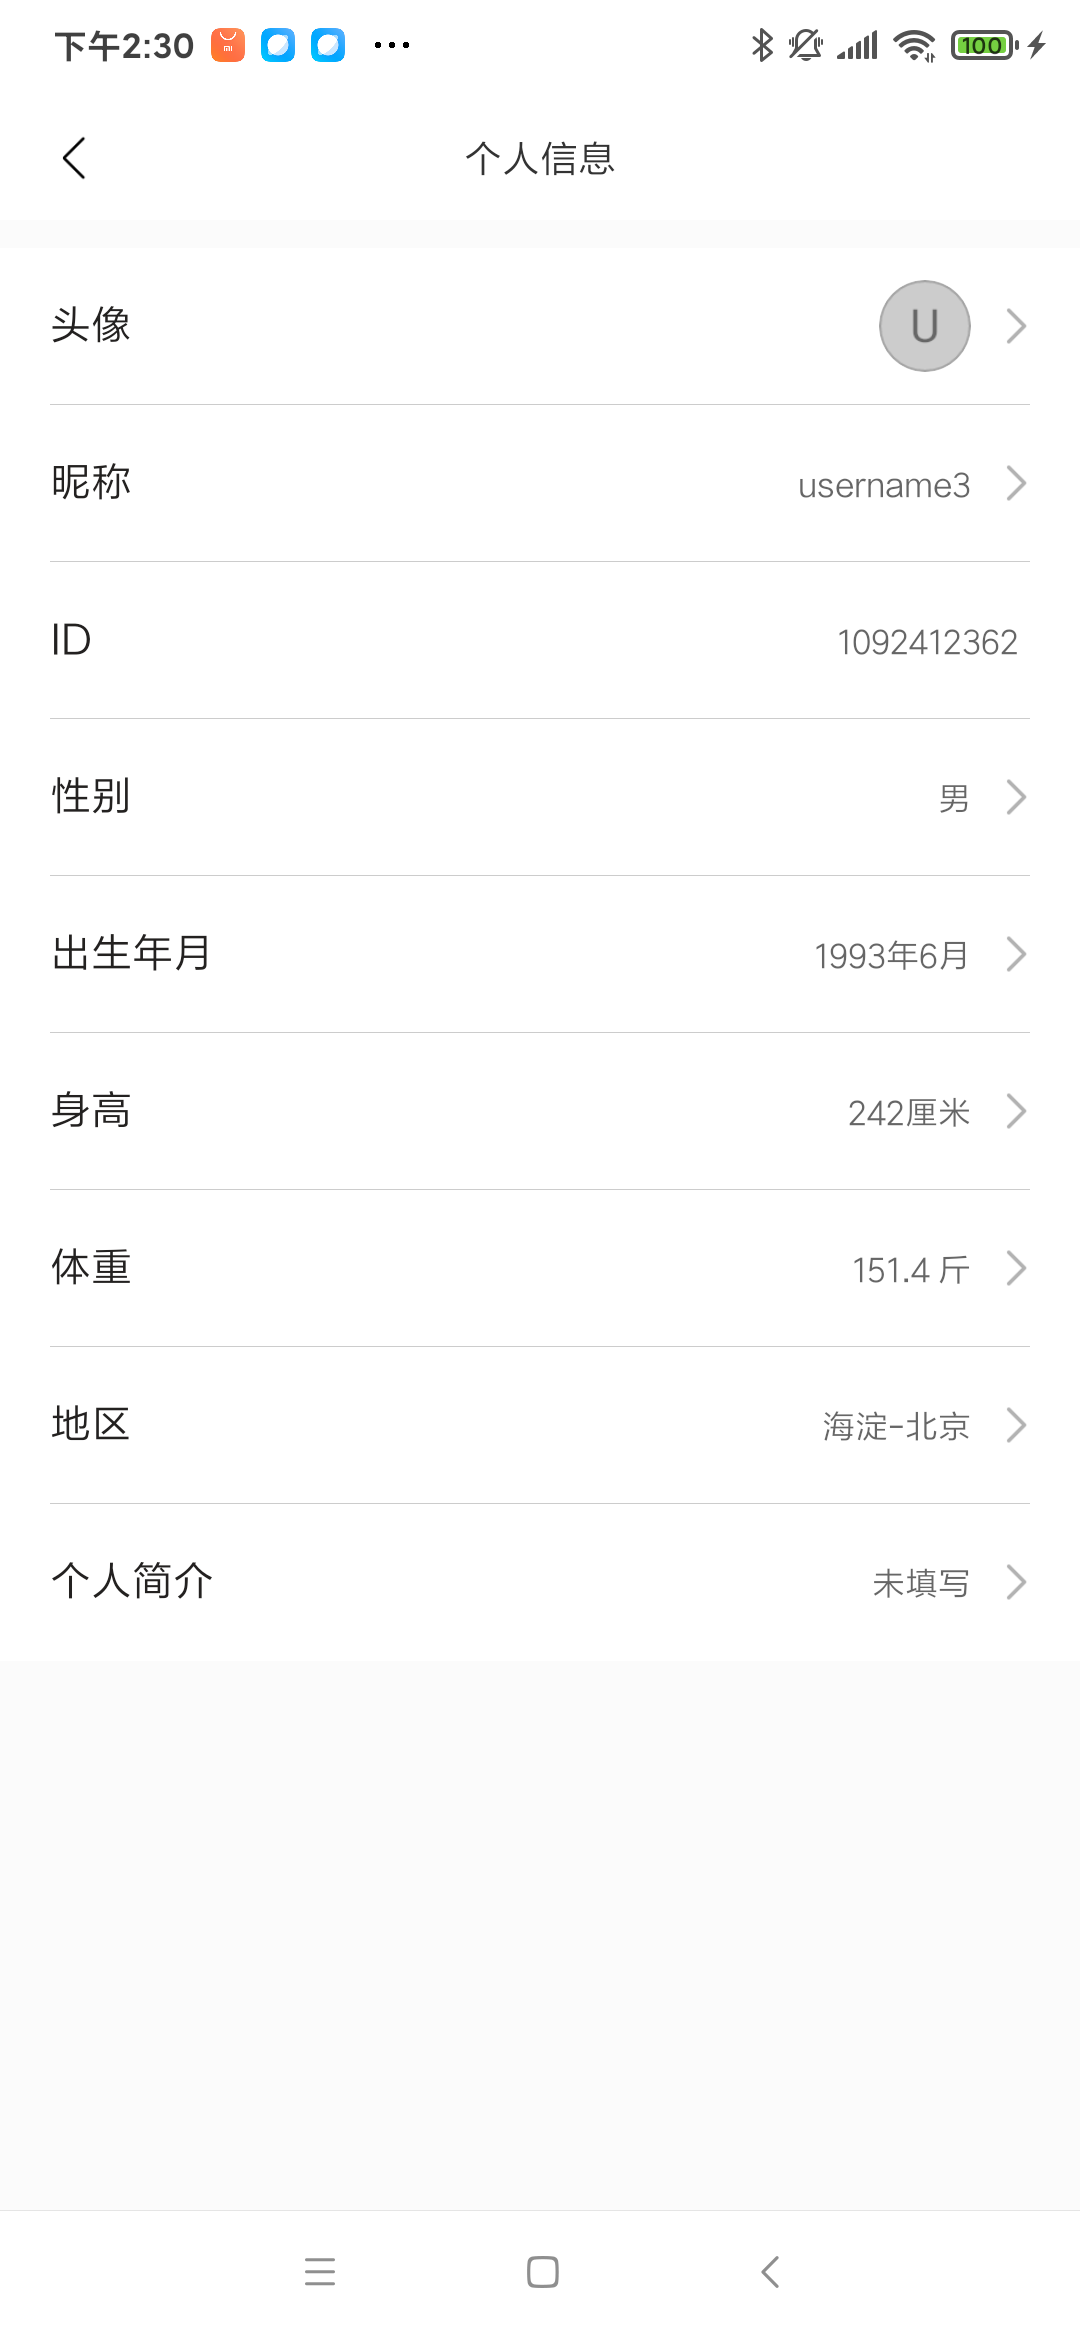 下午2:30
100
个人信息
头像 U
昵称 username3
ID 1092412362
性别 男
出生年月 1993年6月
身高 242厘米
体重 151.4 斤
地区 海淀-北京
个人简介 未填写